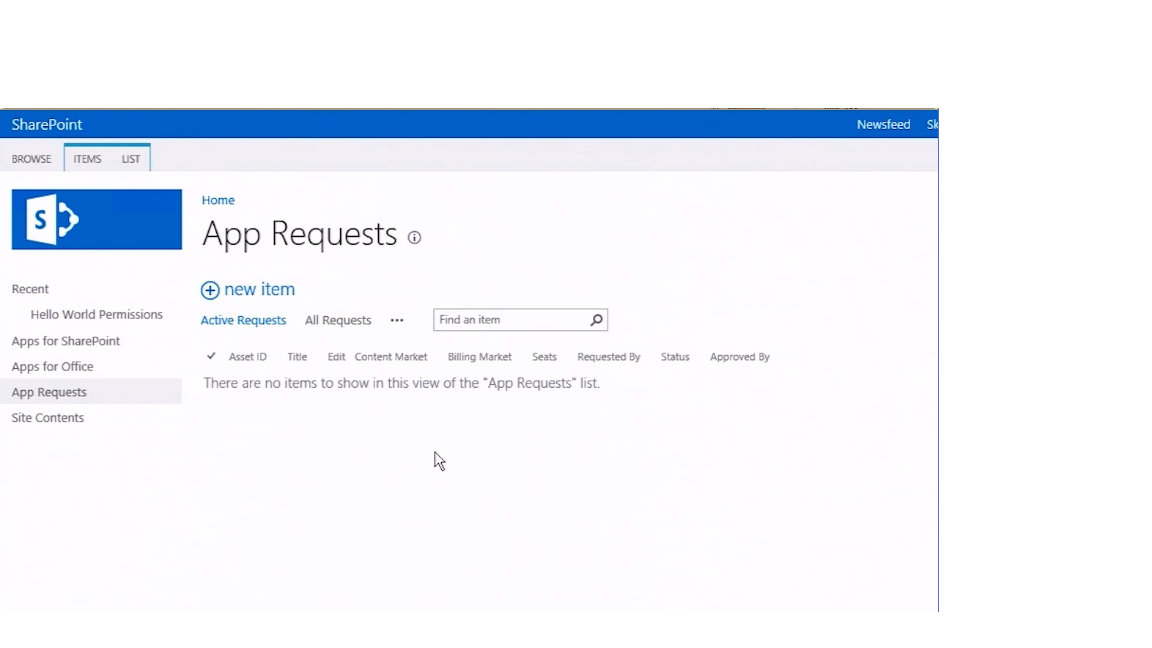 SharePoint Newsfeed
BROWSE ITEMS LIST
S
Home
App Requests
Recent
new item
Hello World Permissions
Active Requests All Requests ••• Find an item
Apps for SharePoint
Asset ID Title Edit Content Market Billing Market Seats Requested By Status Approved By
Apps for Office
There are no items to show in this view of the "App Requests" list.
App Requests
Site Contents